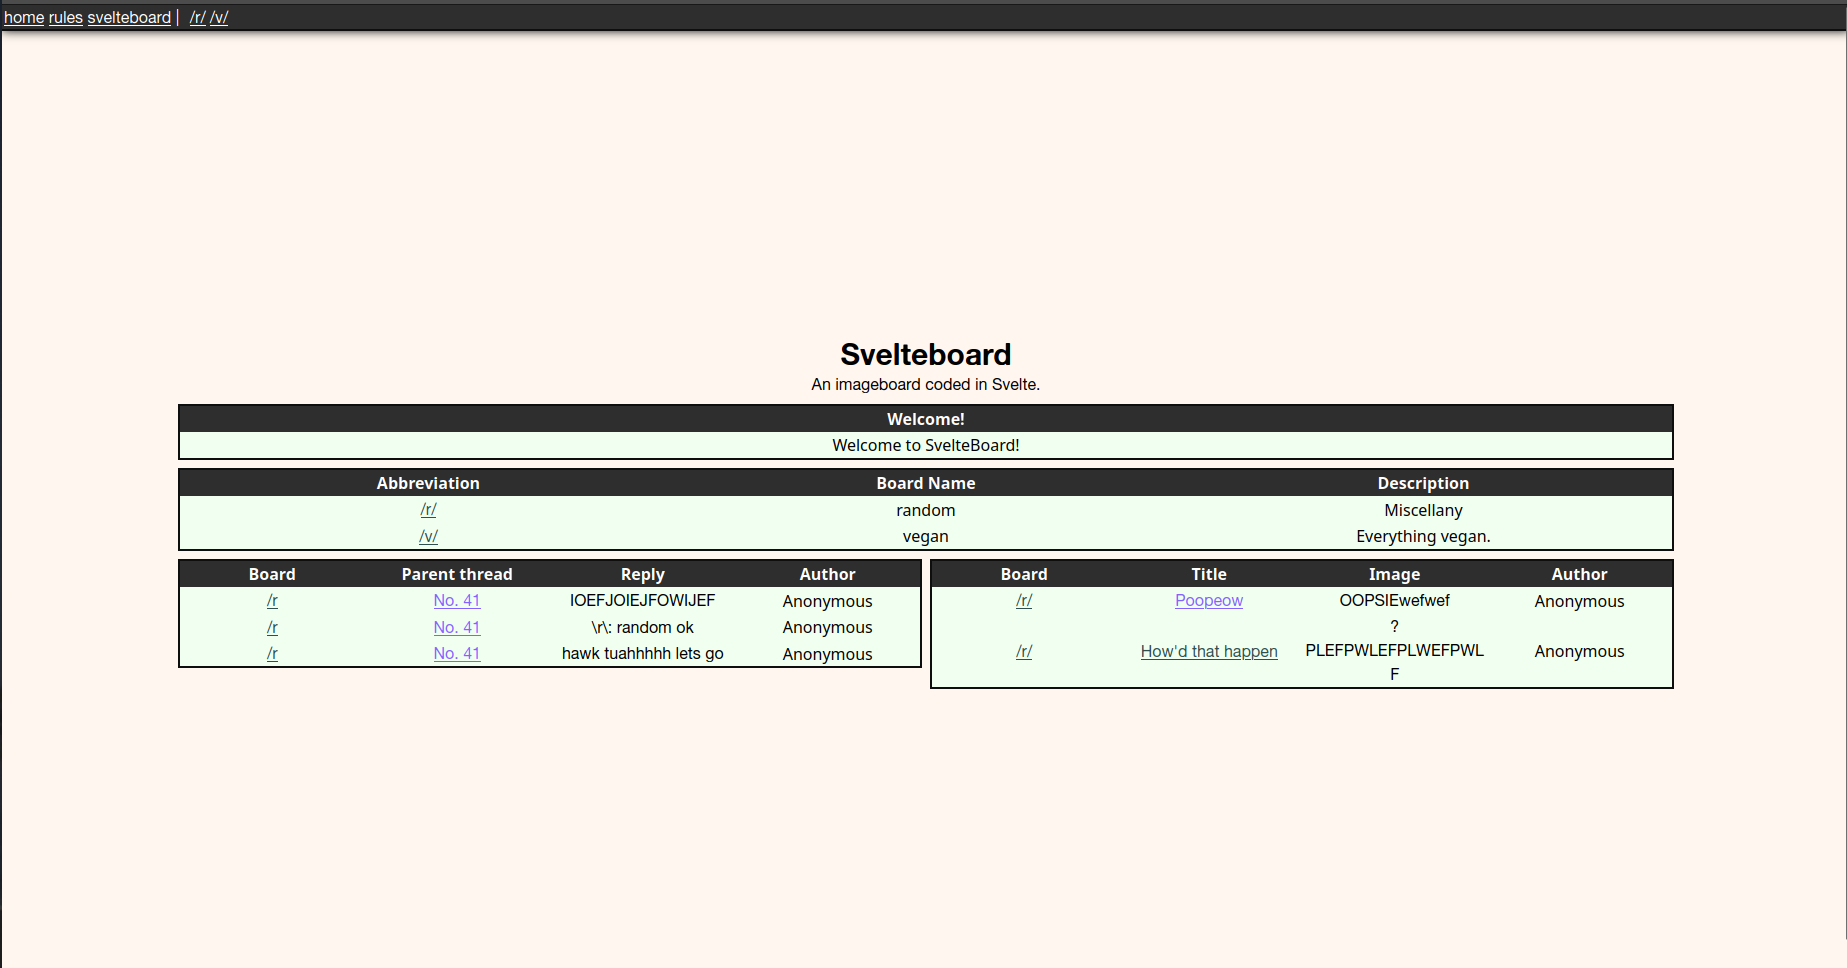 home rules svelteboard | /r/ /v/
Svelteboard
An imageboard coded in Svelte.
Welcome!
Welcome to SvelteBoard!
Abbreviation Board Name Description
/r/ random Miscellany
/v/ vegan Everything vegan.
Board Parent thread Reply Author
/r No. 41 IOEFJOIEJFOWIJEF Anonymous
/r No. 41 \r\: random ok Anonymous
/r No. 41 hawk tuahhhhh lets go Anonymous
Board Title Image Author
/r/ Poopeow OOPSIEwefwef Anonymous
?
/r/ How'd that happen PLEFPWLEFPLWEFPWL Anonymous
F